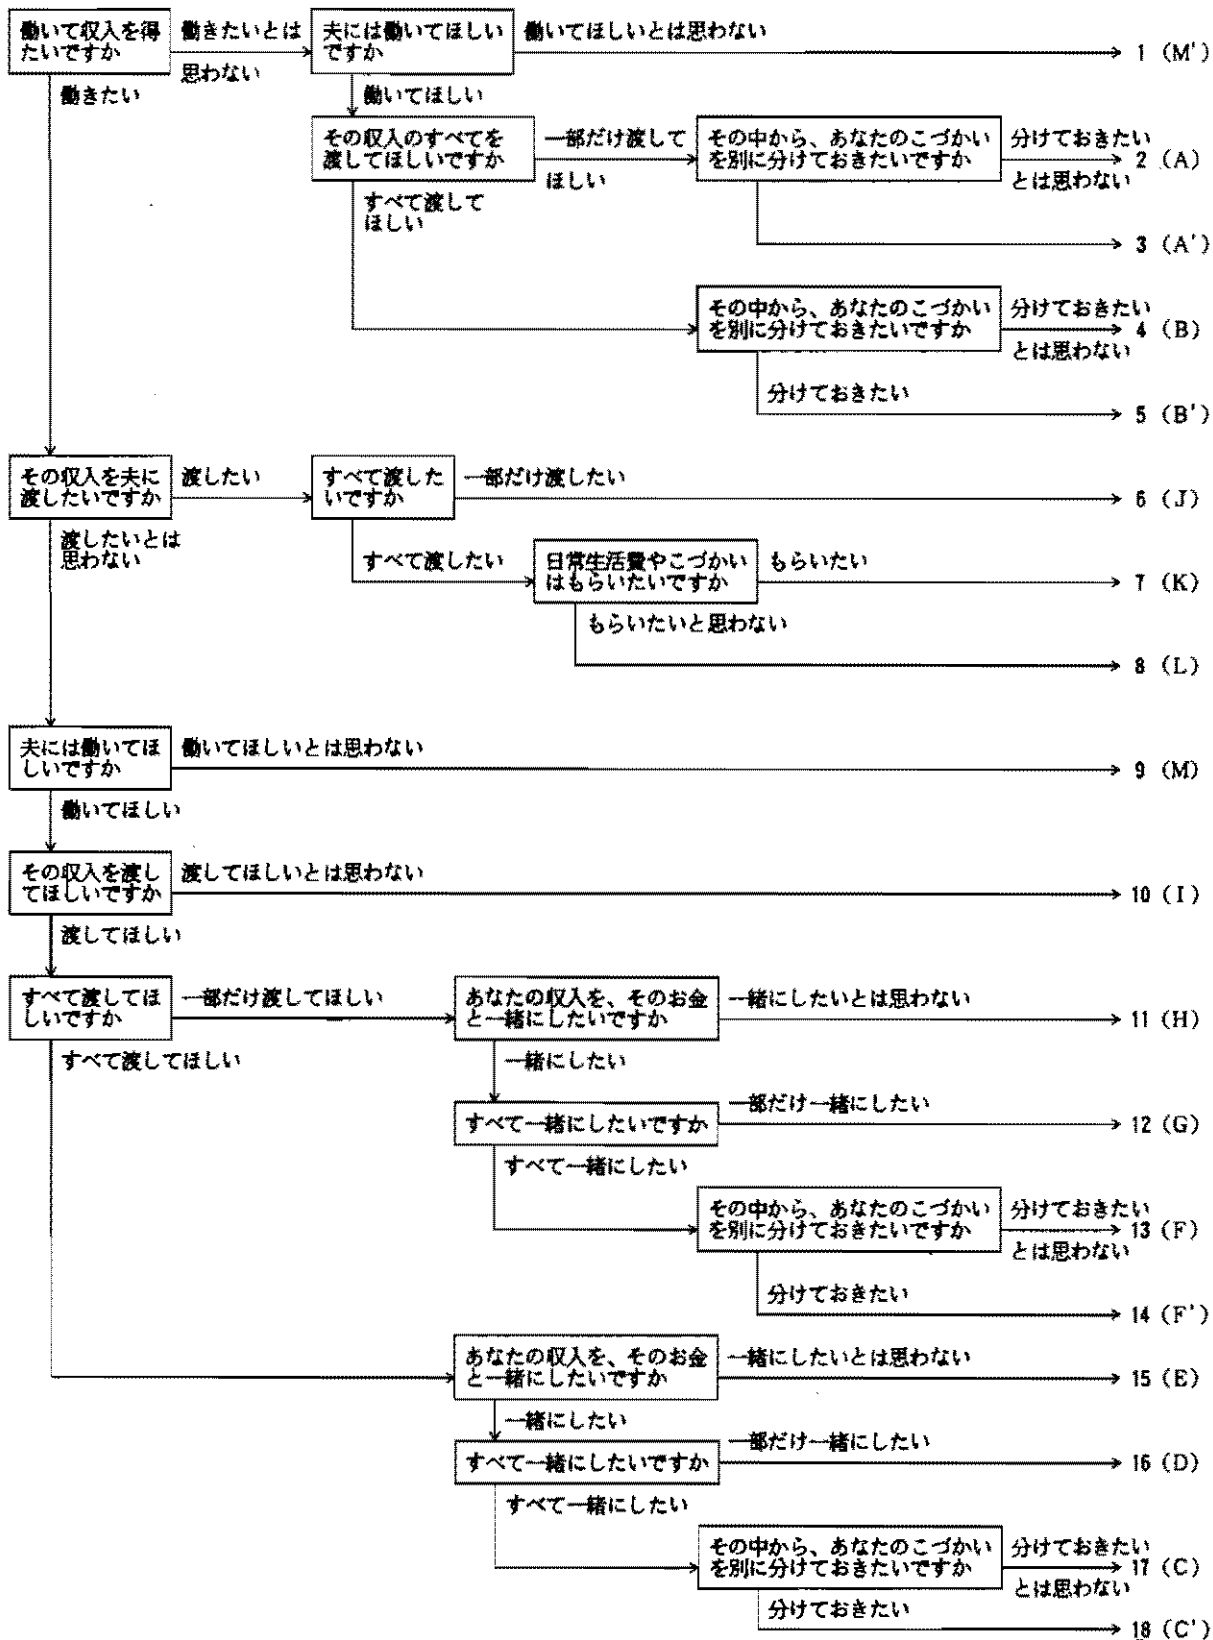 働いて収入を得
たいですか
働きたいとは
思わない
夫には働いてほしい
ですか
働いてほしいとは思わない
1 (M')
働きたい
働いてほしい
その収入のすべてを
渡してほしいですか
一部だけ渡して
ほしい
その中から、あなたのこづかい
を別に分けておきたいですか
分けておきたい
とは思わない
2 (A)
すべて渡して
ほしい
3 (A')
その中から、あなたのこづかい
を別に分けておきたいですか
分けておきたい
とは思わない
4 (B)
分けておきたい
5 (B')
その収入を夫に
渡したいですか
渡したい
すべて渡した
いですか
一部だけ渡したい
6 (J)
渡したいとは
思わない
すべて渡したい
日常生活費やこづかい
はもらいたいですか
もらいたい
7 (K)
もらいたいと思わない
8 (L)
夫には働いてほ
しいですか
働いてほしいとは思わない
9 (M)
働いてほしい
その収入を渡し
てほしいですか
渡してほしいとは思わない
10 (I)
渡してほしい
すべて渡してほ
しいですか
一部だけ渡してほしい
あなたの収入を、そのお金
と一緒にしたいですか
一緒にしたいとは思わない
11 (H)
すべて渡してほしい
一緒にしたい
すべて一緒にしたいですか
一部だけ一緒にしたい
12 (G)
すべて一緒にしたい
その中から、あなたのこづかい
を別に分けておきたいですか
分けておきたい
とは思わない
13 (F)
分けておきたい
14 (F')
あなたの収入を、そのお金
と一緒にしたいですか
一緒にしたいとは思わない
15 (E)
一緒にしたい
すべて一緒にしたいですか
一部だけ一緒にしたい
16 (D)
すべて一緒にしたい
その中から、あなたのこづかい
を別に分けておきたいですか
分けておきたい
とは思わない
17 (C)
分けておきたい
18 (C')